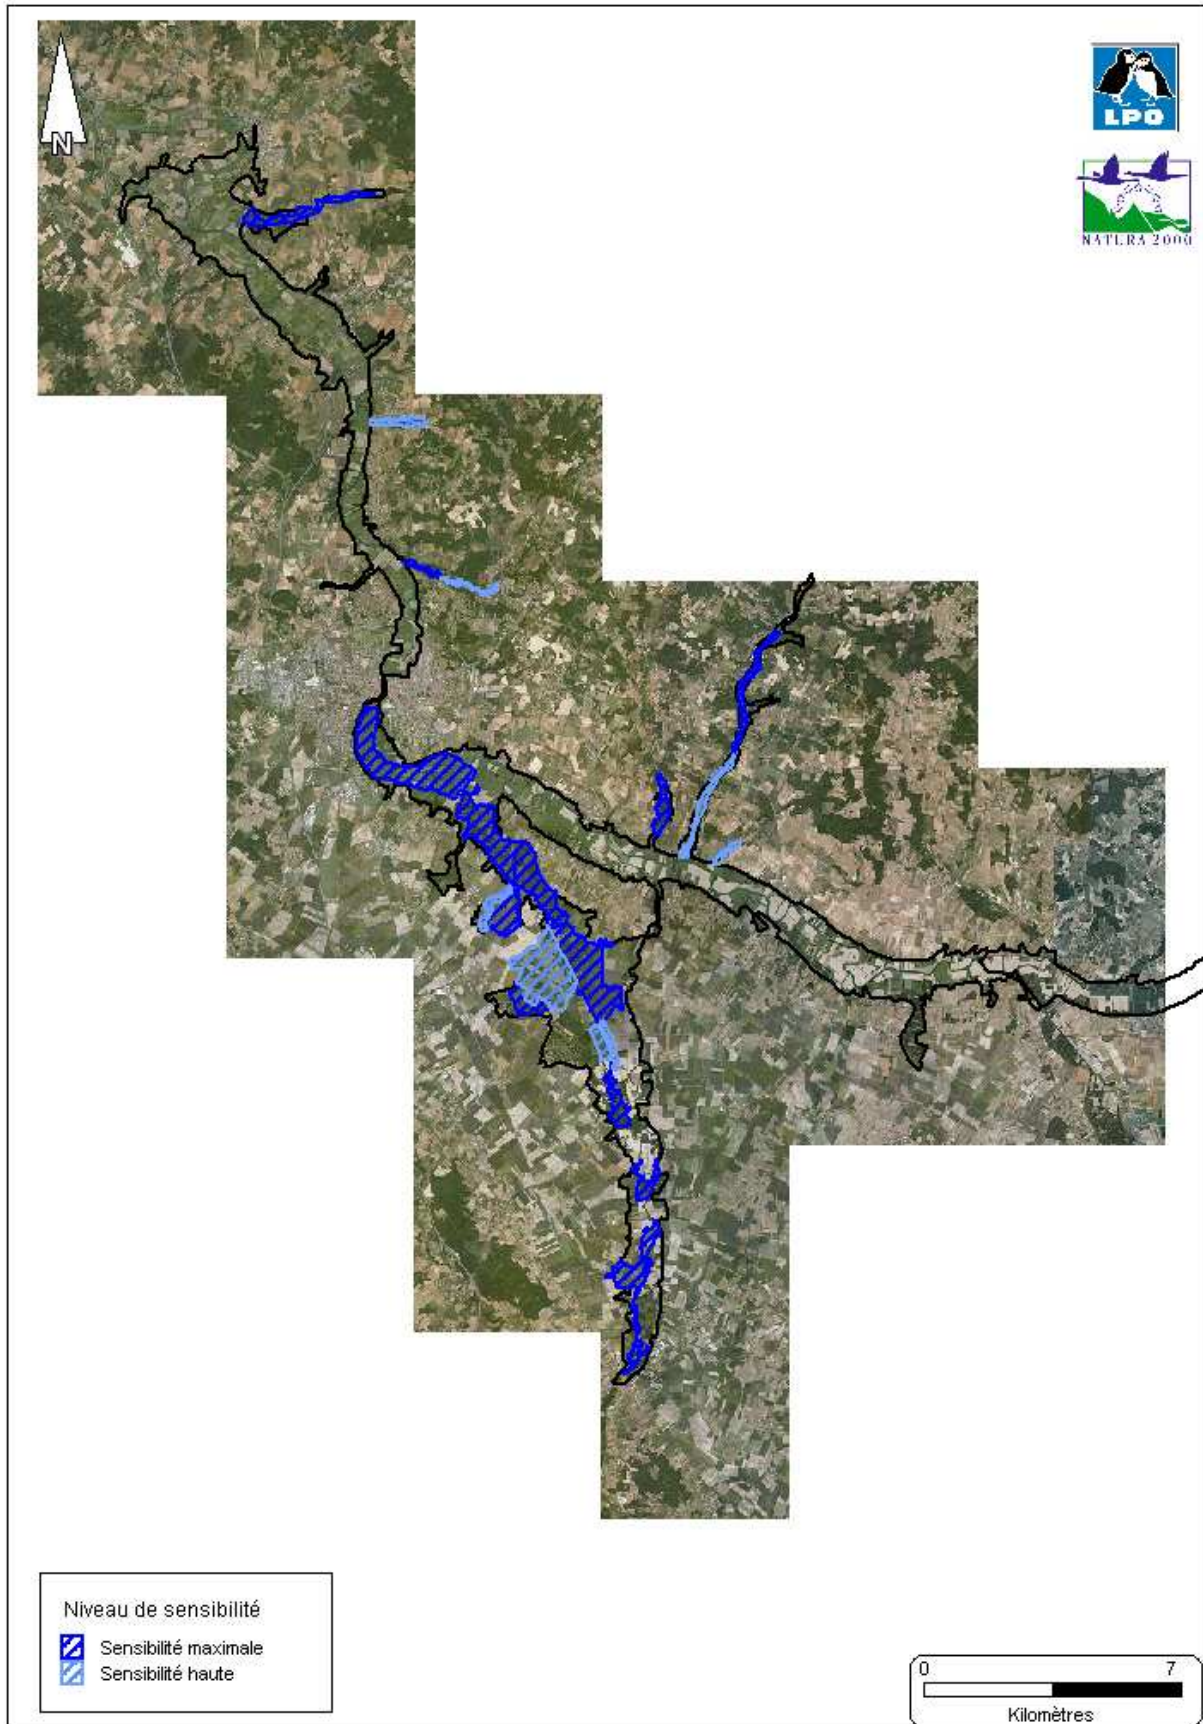 N
LPO
NATURA 2000
Niveau de sensibilité
Sensibilité maximale
Sensibilité haute
0 7
Kilomètres